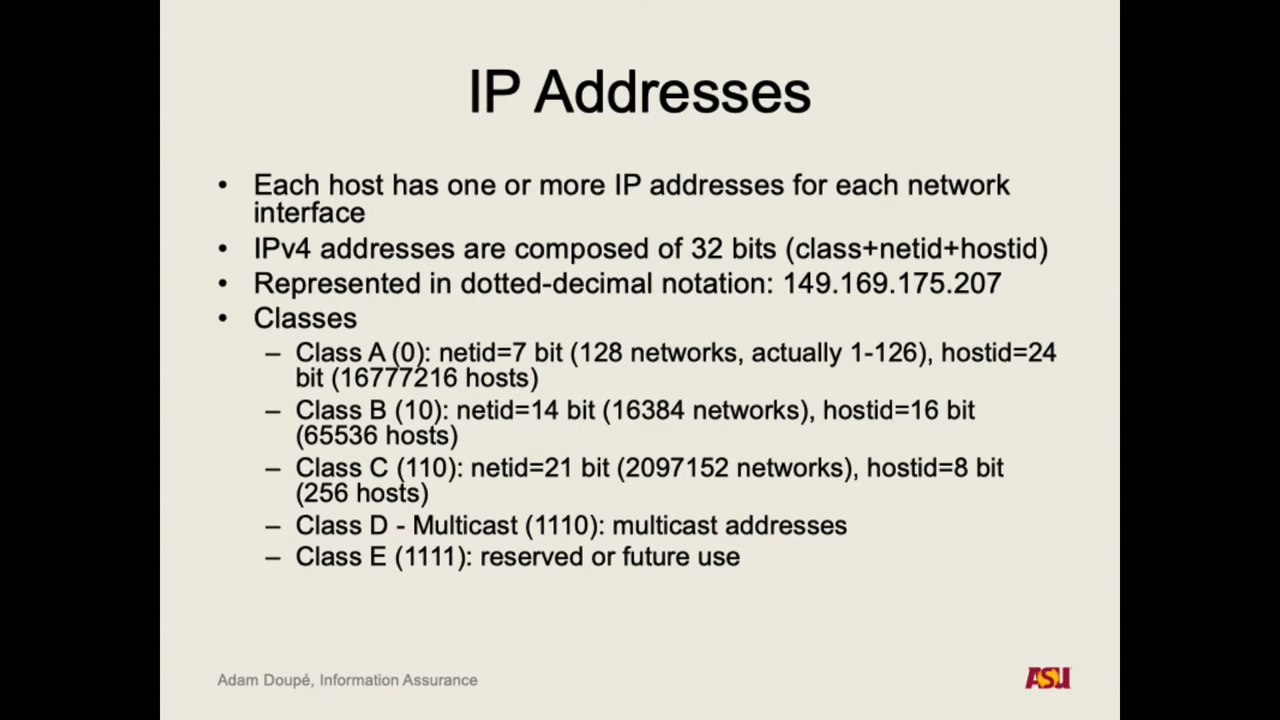 IP Addresses
• Each host has one or more IP addresses for each network
interface
• IPv4 addresses are composed of 32 bits (class+netid+hostid)
• Represented in dotted-decimal notation: 149.169.175.207
• Classes
– Class A (0): netid=7 bit (128 networks, actually 1-126), hostid=24
bit (16777216 hosts)
– Class B (10): netid=14 bit (16384 networks), hostid=16 bit
(65536 hosts)
– Class C (110): netid=21 bit (2097152 networks), hostid=8 bit
(256 hosts)
– Class D - Multicast (1110): multicast addresses
– Class E (1111): reserved or future use
Adam Doupé, Information Assurance
ASU